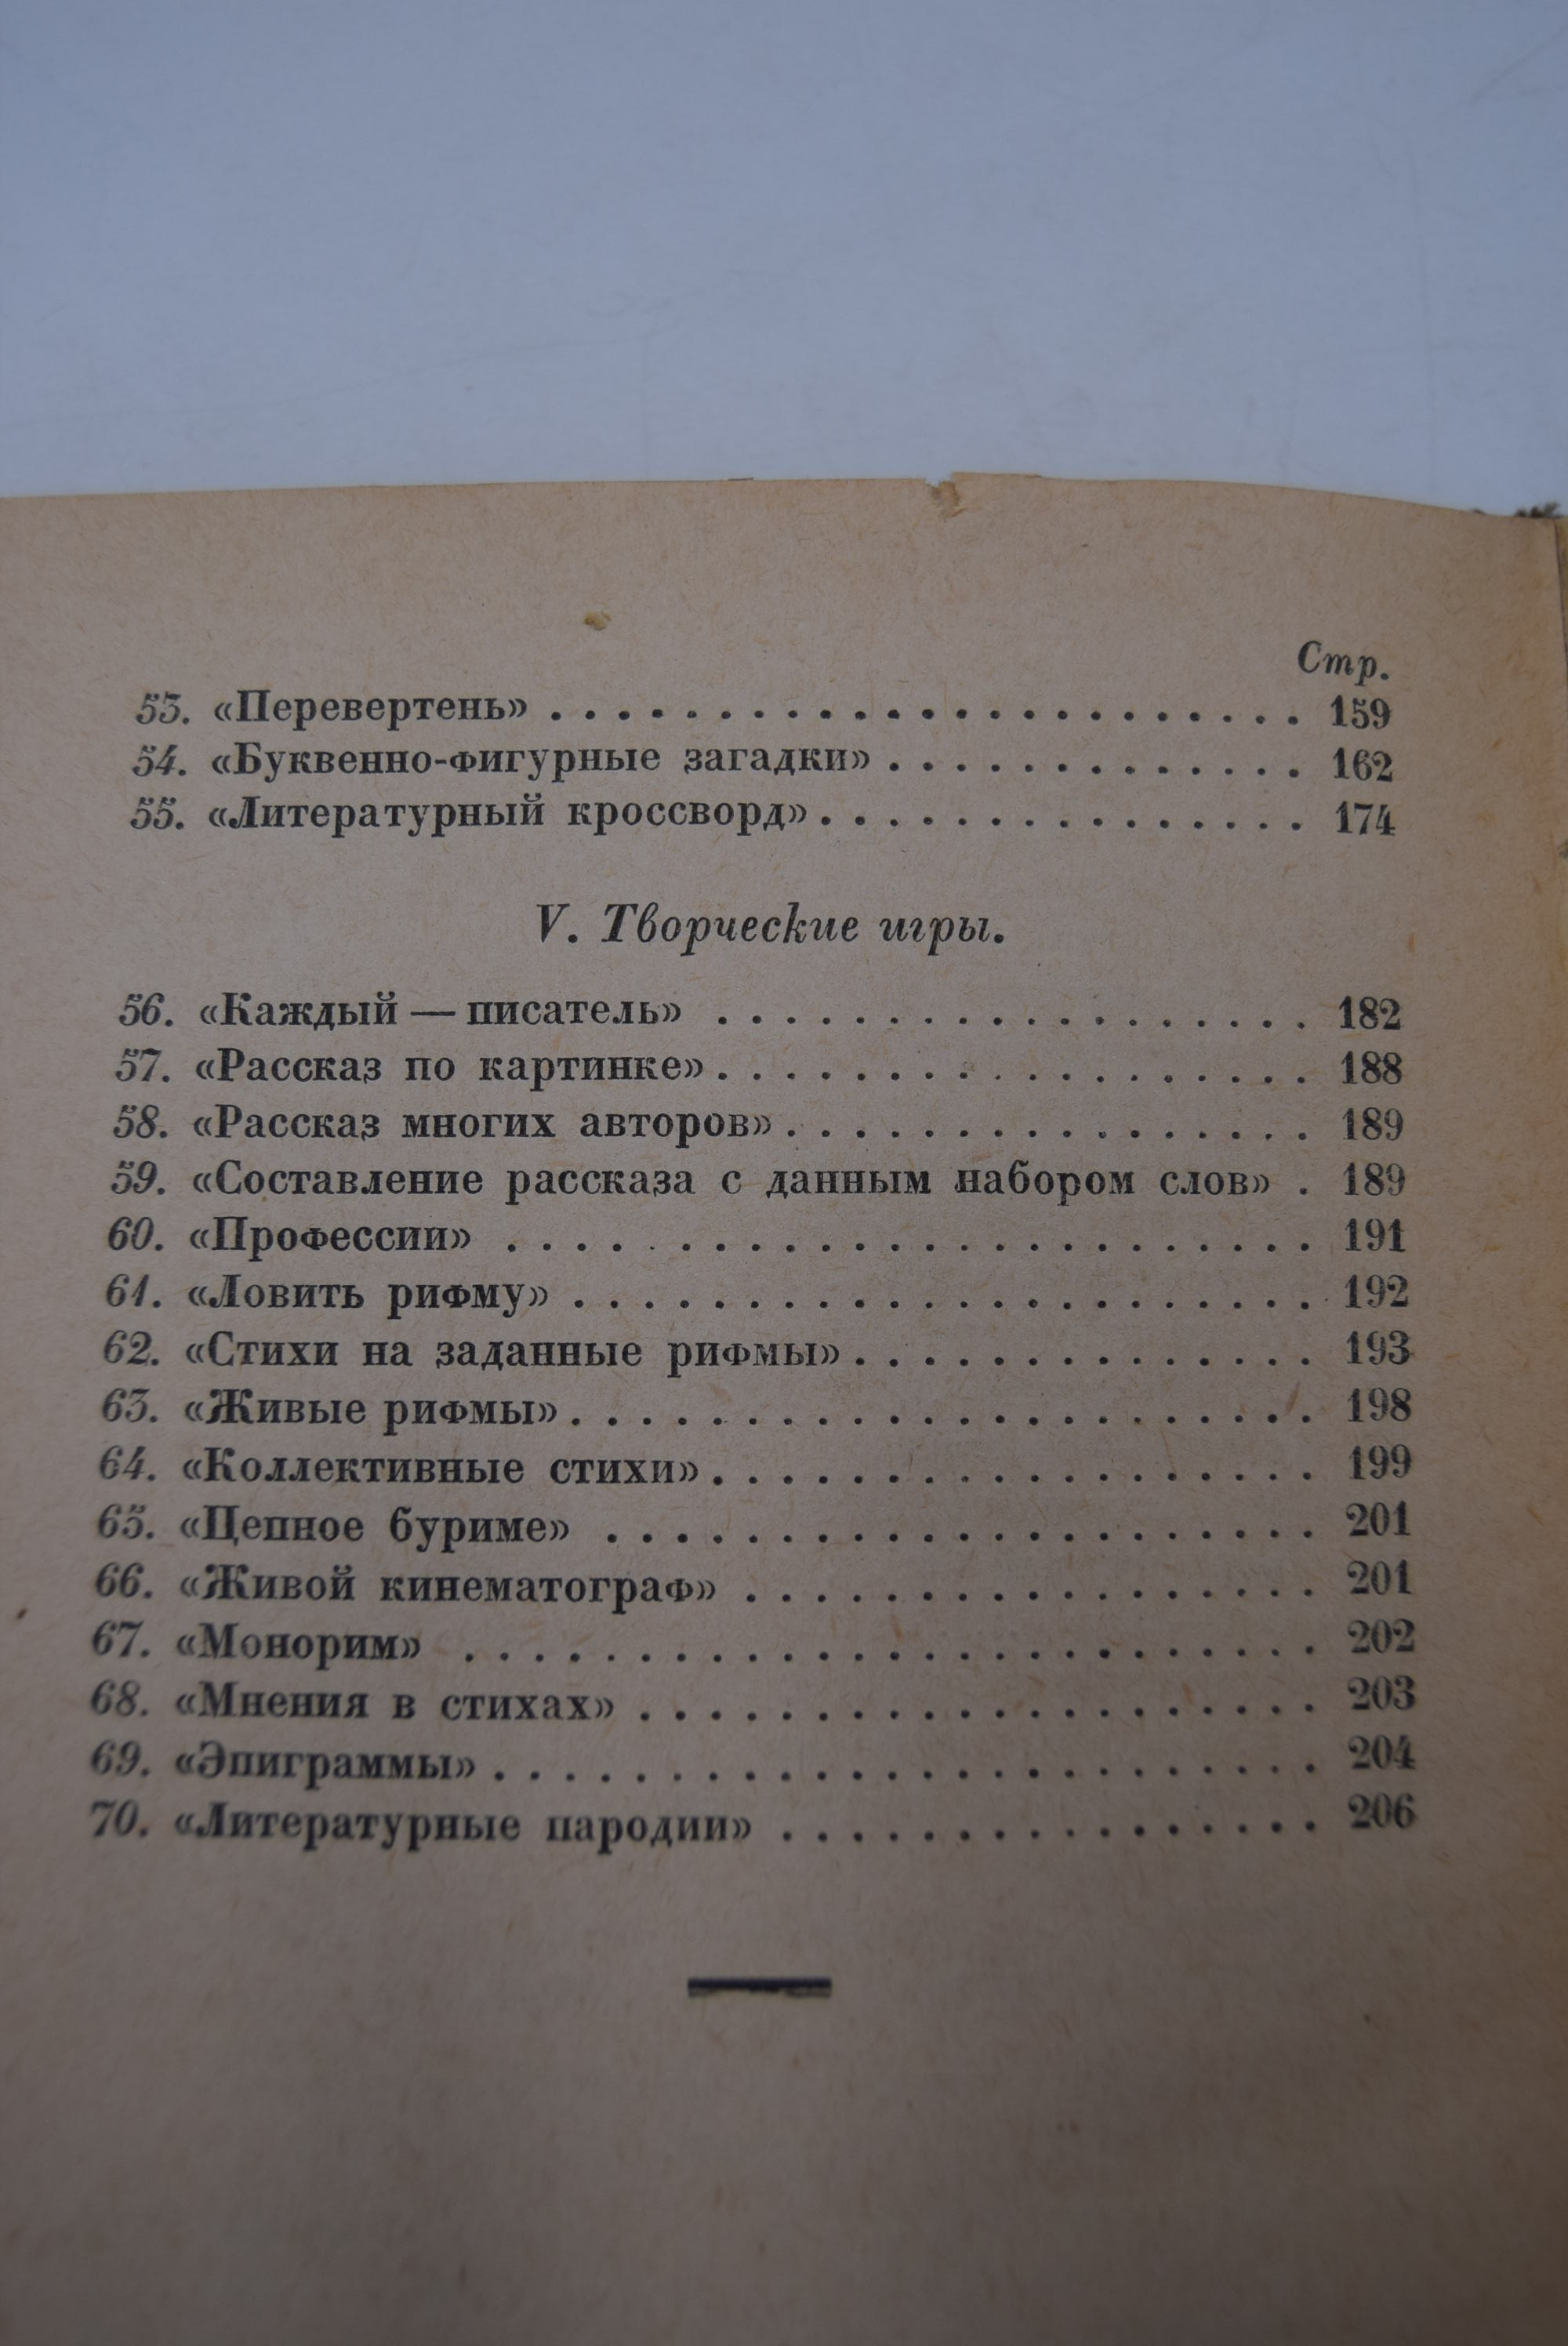 Стр.
53. «Перевертень» . . . . . . . . . . . . . . . . . . . . . . . 159
54. «Буквенно-фигурные загадки» . . . . . . . . . . . . . 162
55. «Литературный кроссворд» . . . . . . . . . . . . . . . 174
V. Творческие игры.
56. «Каждый — писатель» . . . . . . . . . . . . . . . . . . 182
57. «Рассказ по картинке» . . . . . . . . . . . . . . . . . . 188
58. «Рассказ многих авторов» . . . . . . . . . . . . . . . . 189
59. «Составление рассказа с данным набором слов» . 189
60. «Профессии» . . . . . . . . . . . . . . . . . . . . . . . . 191
61. «Ловить рифму» . . . . . . . . . . . . . . . . . . . . . . 192
62. «Стихи на заданные рифмы» . . . . . . . . . . . . . . 193
63. «Живые рифмы» . . . . . . . . . . . . . . . . . . . . . . 198
64. «Коллективные стихи» . . . . . . . . . . . . . . . . . . 199
65. «Цепное буриме» . . . . . . . . . . . . . . . . . . . . . 201
66. «Живой кинематограф» . . . . . . . . . . . . . . . . . 201
67. «Монорим» . . . . . . . . . . . . . . . . . . . . . . . . . 202
68. «Мнения в стихах» . . . . . . . . . . . . . . . . . . . . 203
69. «Эпиграммы» . . . . . . . . . . . . . . . . . . . . . . . . 204
70. «Литературные пародии» . . . . . . . . . . . . . . . . 206